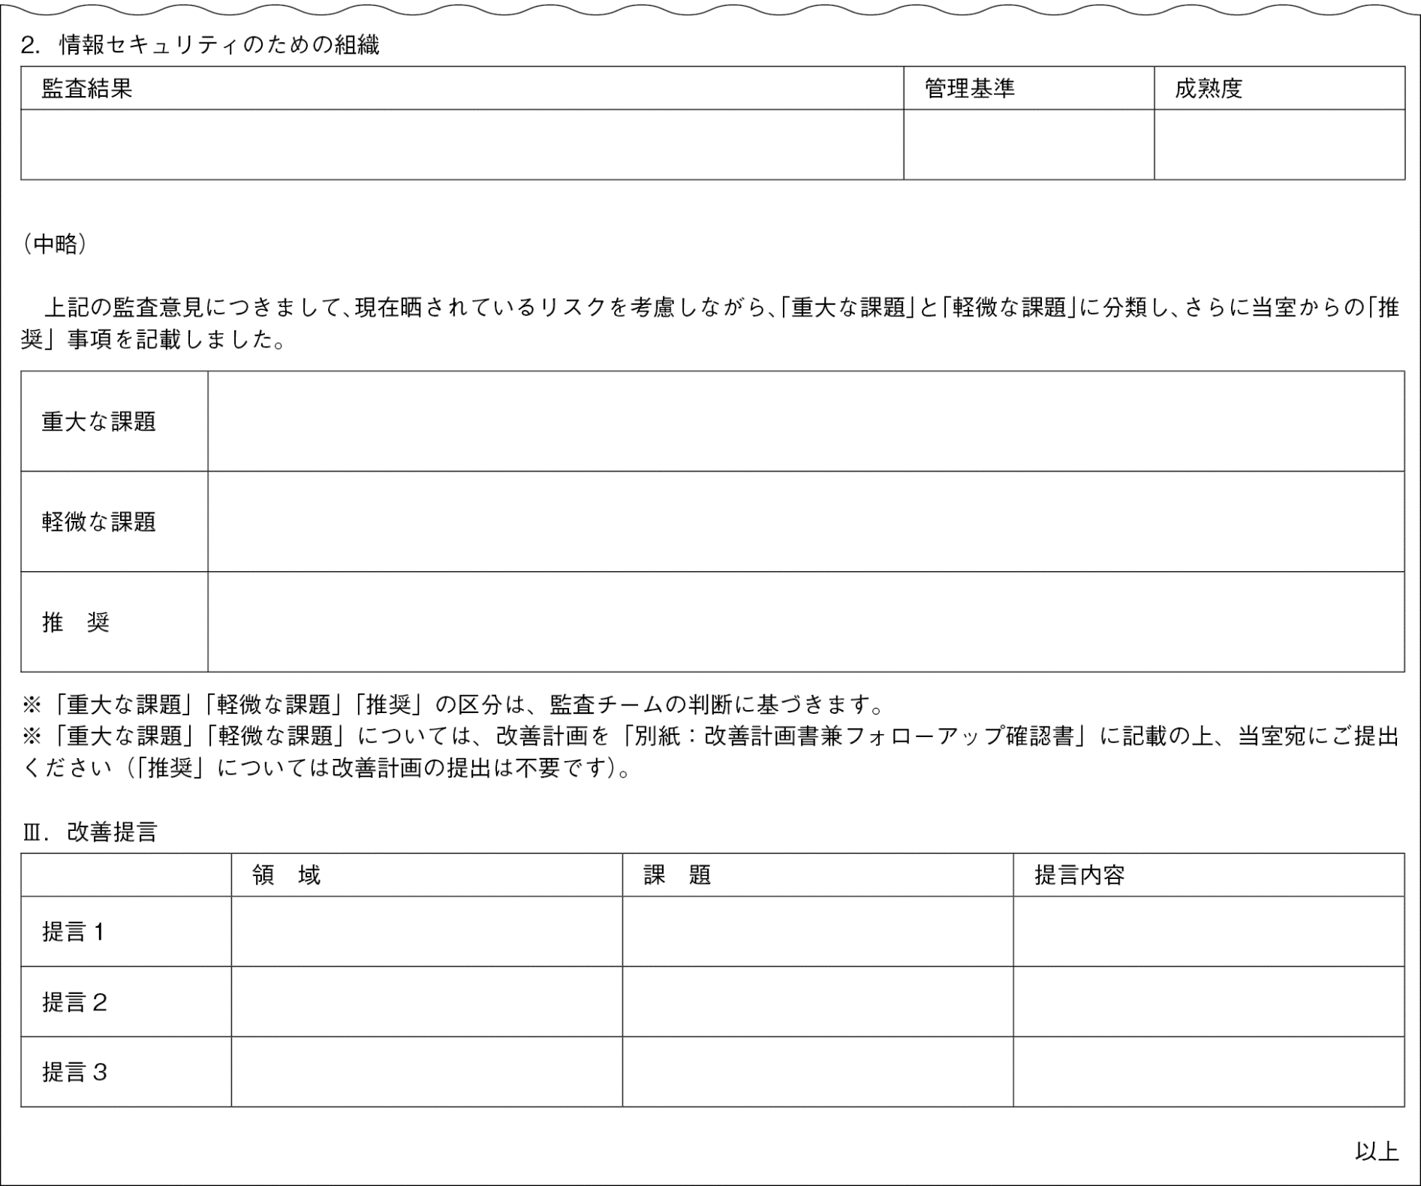 2. 情報セキュリティのための組織
監査結果 管理基準 成熟度
（中略）
上記の監査意見につきまして、現在晒されているリスクを考慮しながら、「重大な課題」と「軽微な課題」に分類し、さらに当室からの「推
奨」事項を記載しました。
重大な課題
軽微な課題
推　奨
※「重大な課題」「軽微な課題」「推奨」の区分は、監査チームの判断に基づきます。
※「重大な課題」「軽微な課題」については、改善計画を「別紙：改善計画書兼フォローアップ確認書」に記載の上、当室宛にご提出
ください（「推奨」については改善計画の提出は不要です）。
Ⅲ. 改善提言
領　域 課　題 提言内容
提言1
提言2
提言3
以上